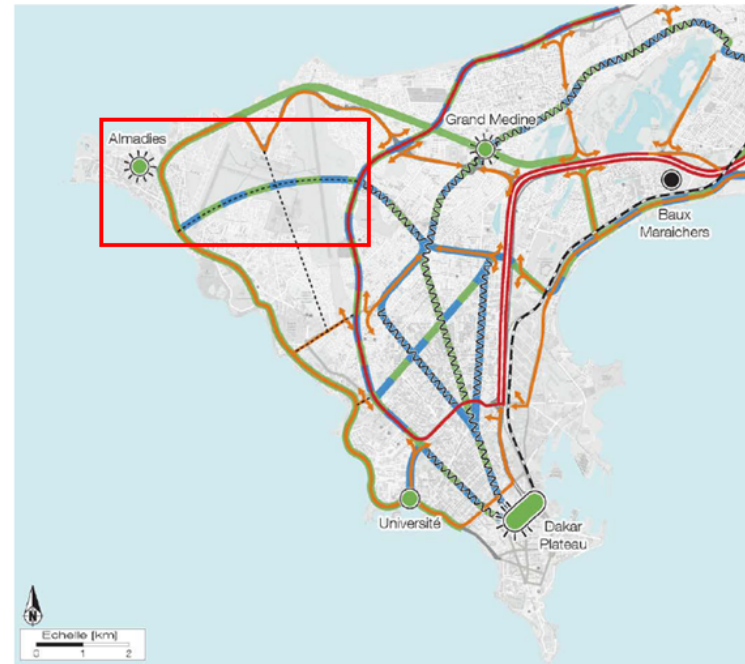 Almadies
Grand Medine
Baux
Maraichers
Université
Dakar
Plateau
N
Echelle [km]
0 1 2